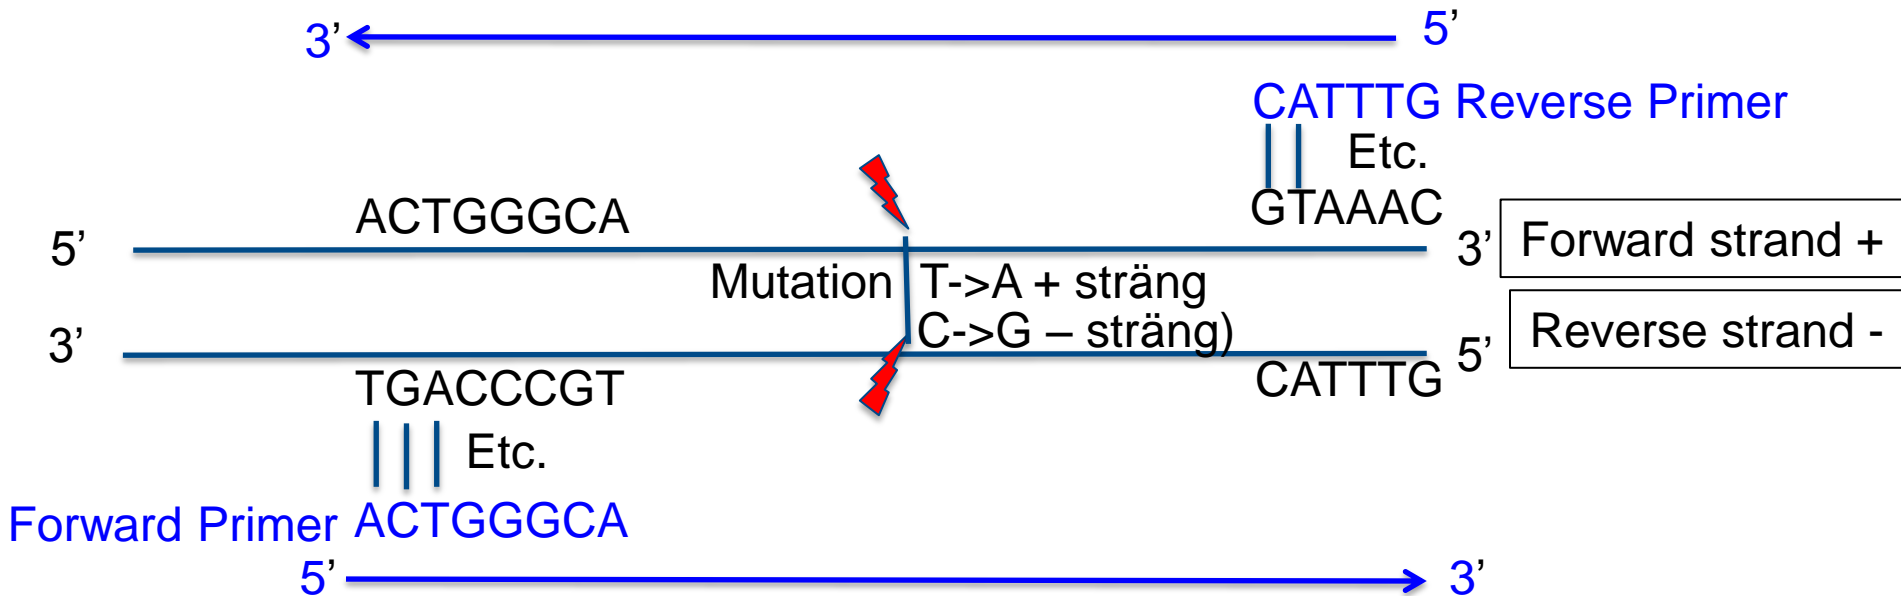 3’ 5’
CATTTG Reverse Primer
Etc.
ACTGGGCA GTAAAC
5’ 3’ Forward strand +
Mutation T->A + sträng
3’ C->G – sträng) 5’ Reverse strand -
TGACCCGT CATTTG
Etc.
Forward Primer ACTGGGCA
5’ 3’